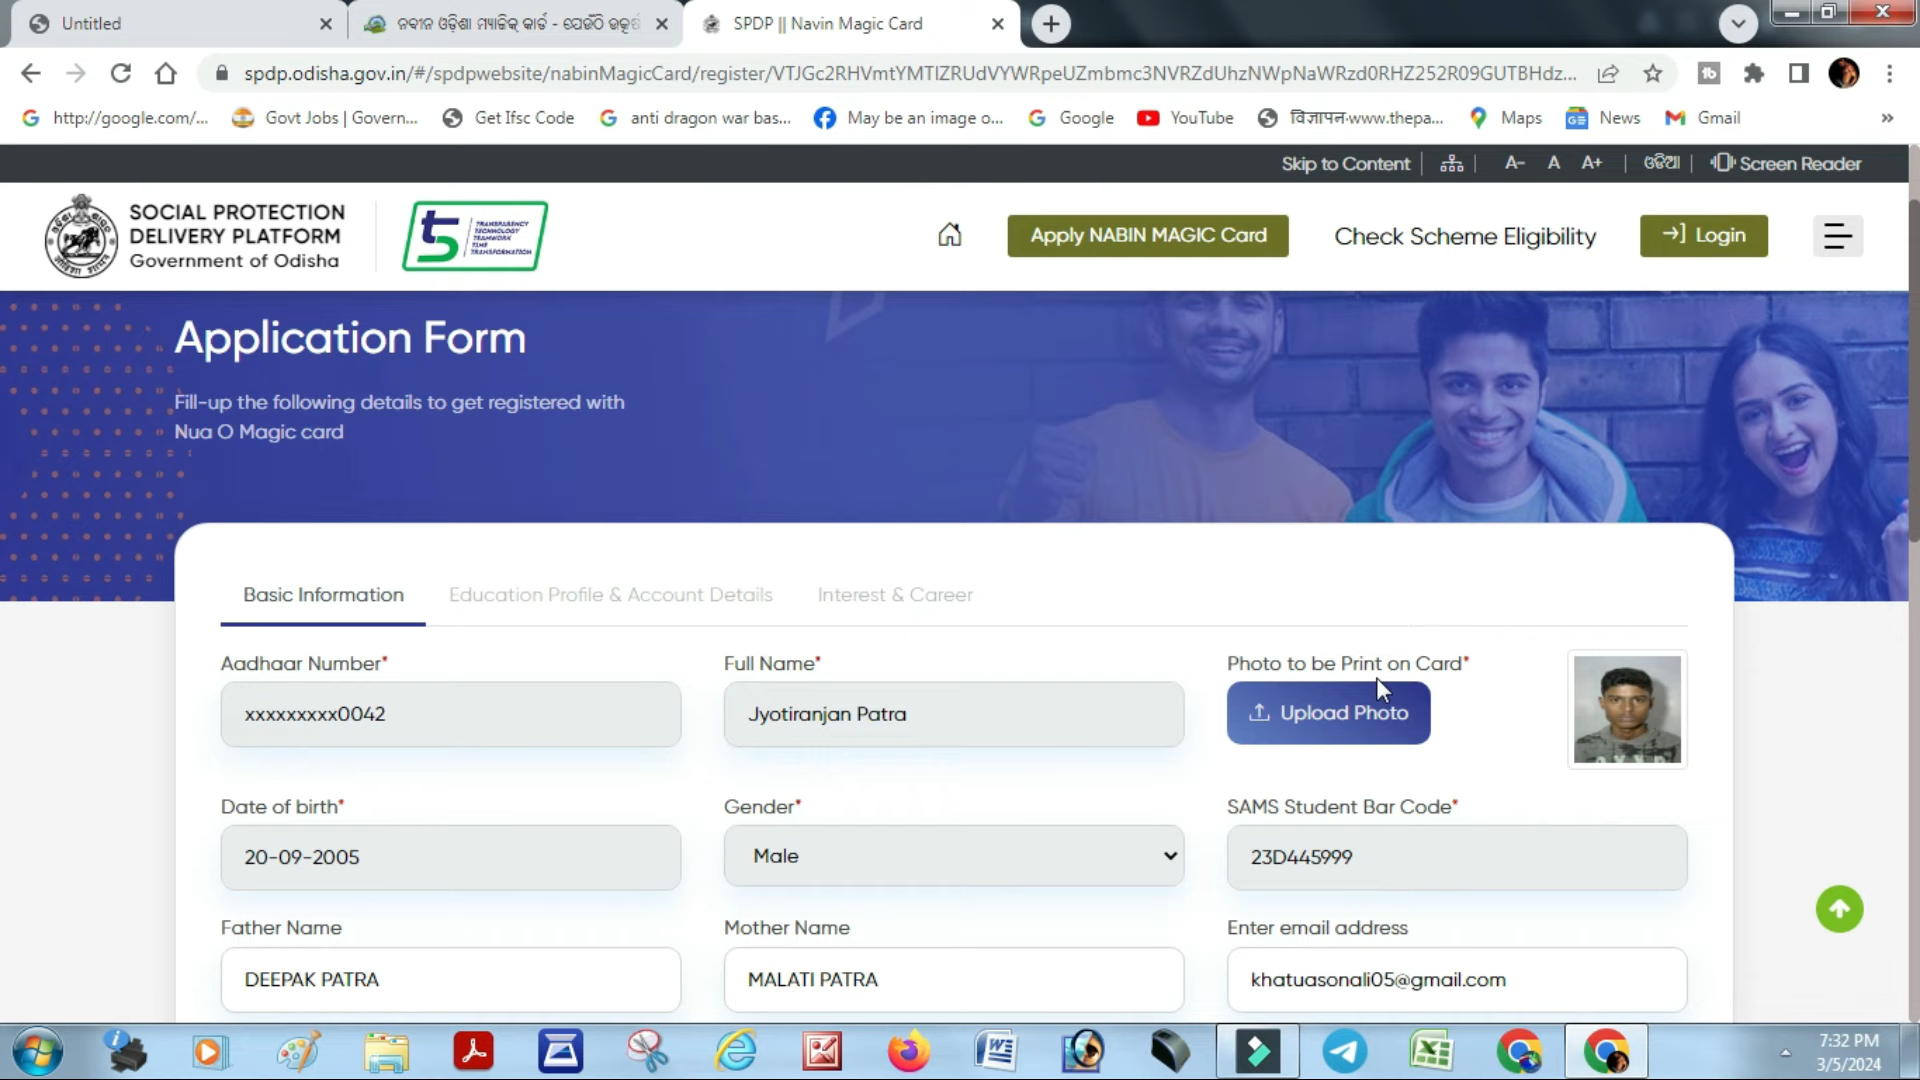 Untitled
ନବୀନ ଓଡ଼ିଶା ମ୍ୟାଜିକ୍ କାର୍ଡ - ଯେଉଁଠି
SPDP || Navin Magic Card
spdp.odisha.gov.in/#/spdpwebsite/nabinMagicCard/register/VTJGc2RHVmtYMTlZRUdVYWRpeUZmbmc3NVRZdUhzNWpNaWRzd0RHZ252R09GUTBHdz...
http://google.com/...
Govt Jobs | Govern...
Get Ifsc Code
anti dragon war bas...
May be an image o...
Google
YouTube
विज्ञापन-www.thepa...
Maps
News
Gmail
»
Skip to Content
A-
A
A+
ଓଡିଆ
Screen Reader
SOCIAL PROTECTION
DELIVERY PLATFORM
Government of Odisha
t5
TRANSPARENCY
TECHNOLOGY
TEAMWORK
TIME
TRANSFORMATION
Apply NABIN MAGIC Card
Check Scheme Eligibility
Login
Application Form
Fill-up the following details to get registered with
Nua O Magic card
Basic Information
Education Profile & Account Details
Interest & Career
Aadhaar Number*
Full Name*
Photo to be Print on Card*
xxxxxxxxx0042
Jyotiranjan Patra
Upload Photo
Date of birth*
Gender*
SAMS Student Bar Code*
20-09-2005
Male
23D445999
Father Name
Mother Name
Enter email address
DEEPAK PATRA
MALATI PATRA
khatuasonali05@gmail.com
7:32 PM
3/5/2024